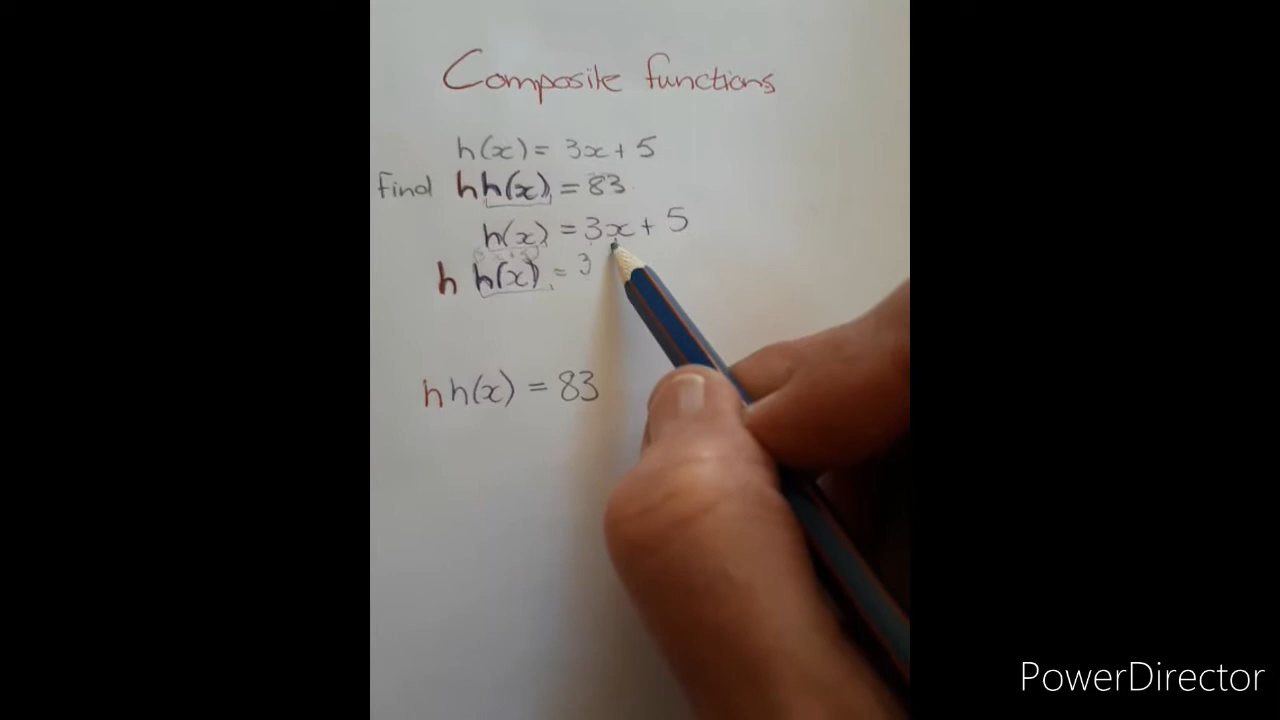 Composite functions
h(x) = 3x + 5
Find hh(x) = 83
h(x) = 3x + 5
h h(x) = 3
hh(x) = 83
PowerDirector